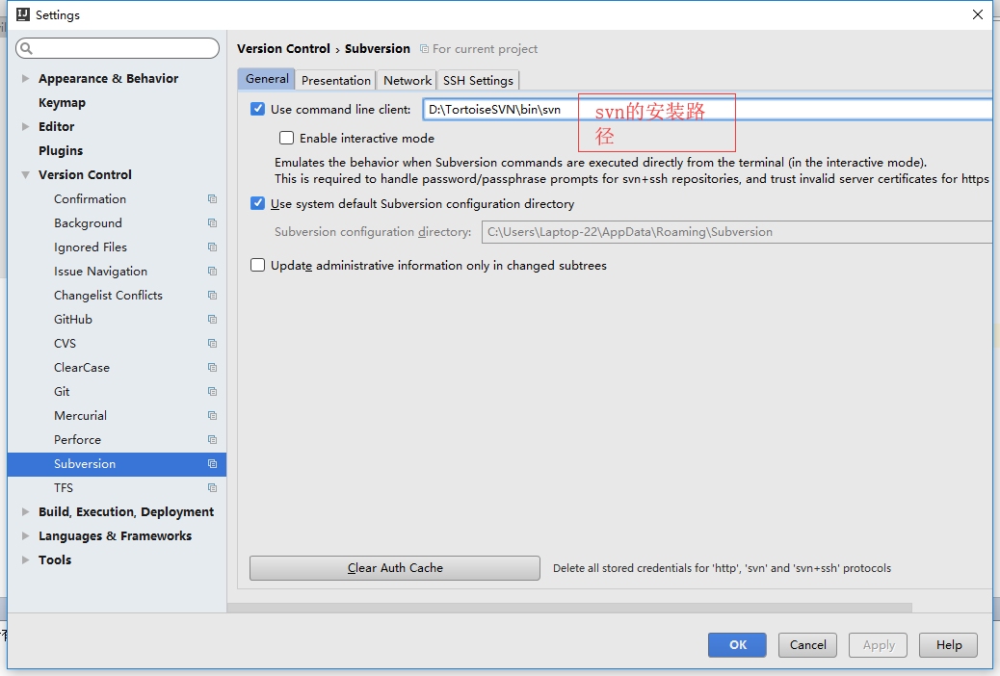 Settings
Version Control › Subversion For current project
Appearance & Behavior
Keymap
Editor
Plugins
Version Control
Confirmation
Background
Ignored Files
Issue Navigation
Changelist Conflicts
GitHub
CVS
ClearCase
Git
Mercurial
Perforce
Subversion
TFS
Build, Execution, Deployment
Languages & Frameworks
Tools
General Presentation Network SSH Settings
Use command line client: D:\TortoiseSVN\bin\svn
svn的安装路
径
Enable interactive mode
Emulates the behavior when Subversion commands are executed directly from the terminal (in the interactive mode).
This is required to handle password/passphrase prompts for svn+ssh repositories, and trust invalid server certificates for https
Use system default Subversion configuration directory
Subversion configuration directory: C:\Users\Laptop-22\AppData\Roaming\Subversion
Update administrative information only in changed subtrees
Clear Auth Cache Delete all stored credentials for 'http', 'svn' and 'svn+ssh' protocols
OK Cancel Apply Help